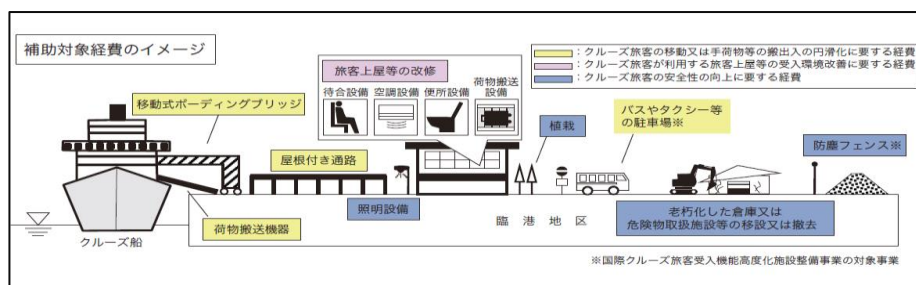 補助対象経費のイメージ
：クルーズ旅客の移動又は手荷物等の搬出入の円滑化に要する経費
：クルーズ旅客が利用する旅客上屋等の受入環境改善に要する経費
：クルーズ旅客の安全性の向上に要する経費
旅客上屋等の改修
待合設備
空調設備
便所設備
荷物搬送
設備
移動式ボーディングブリッジ
屋根付き通路
照明設備
植栽
バスやタクシー等
の駐車場※
防塵フェンス※
荷物搬送機器
クルーズ船
臨港地区
老朽化した倉庫又は
危険物取扱施設等の移設又は撤去
※国際クルーズ旅客受入機能高度化施設整備事業の対象事業